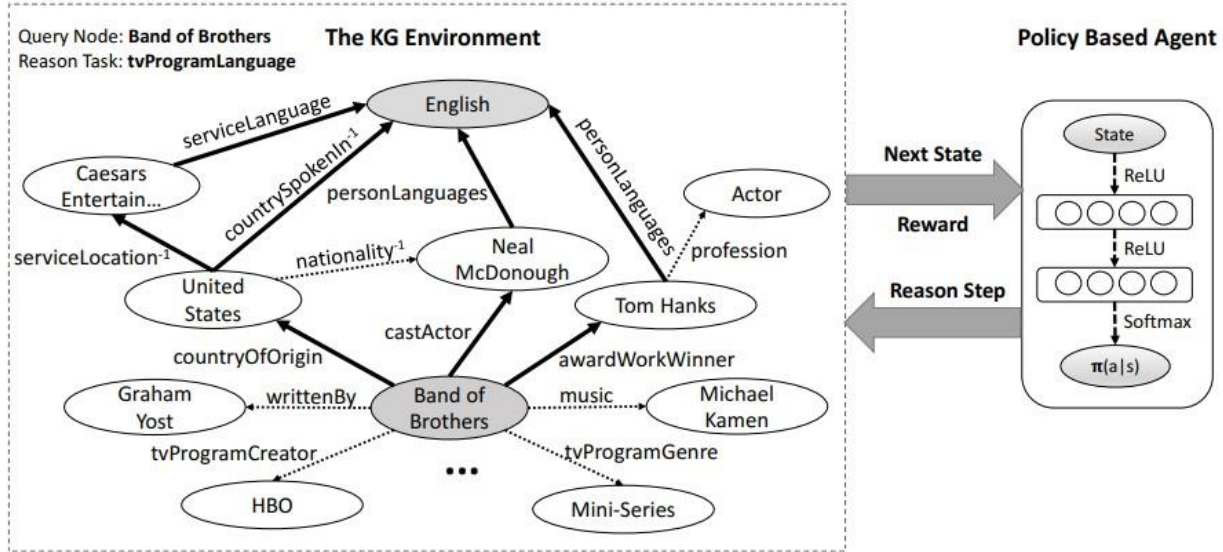 Query Node: Band of Brothers
Reason Task: tvProgramLanguage
The KG Environment
English
serviceLanguage
Caesars
Entertain...
countrySpokenIn-1
personLanguages
personLanguages
Actor
serviceLocation-1
nationality-1
Neal
McDonough
profession
United
States
Tom Hanks
castActor
countryOfOrigin
awardWorkWinner
Graham
Yost
writtenBy
Band of
Brothers
music
Michael
Kamen
tvProgramCreator
tvProgramGenre
...
HBO
Mini-Series
Next State
Reward
Reason Step
Policy Based Agent
State
ReLU
ReLU
Softmax
π(a|s)